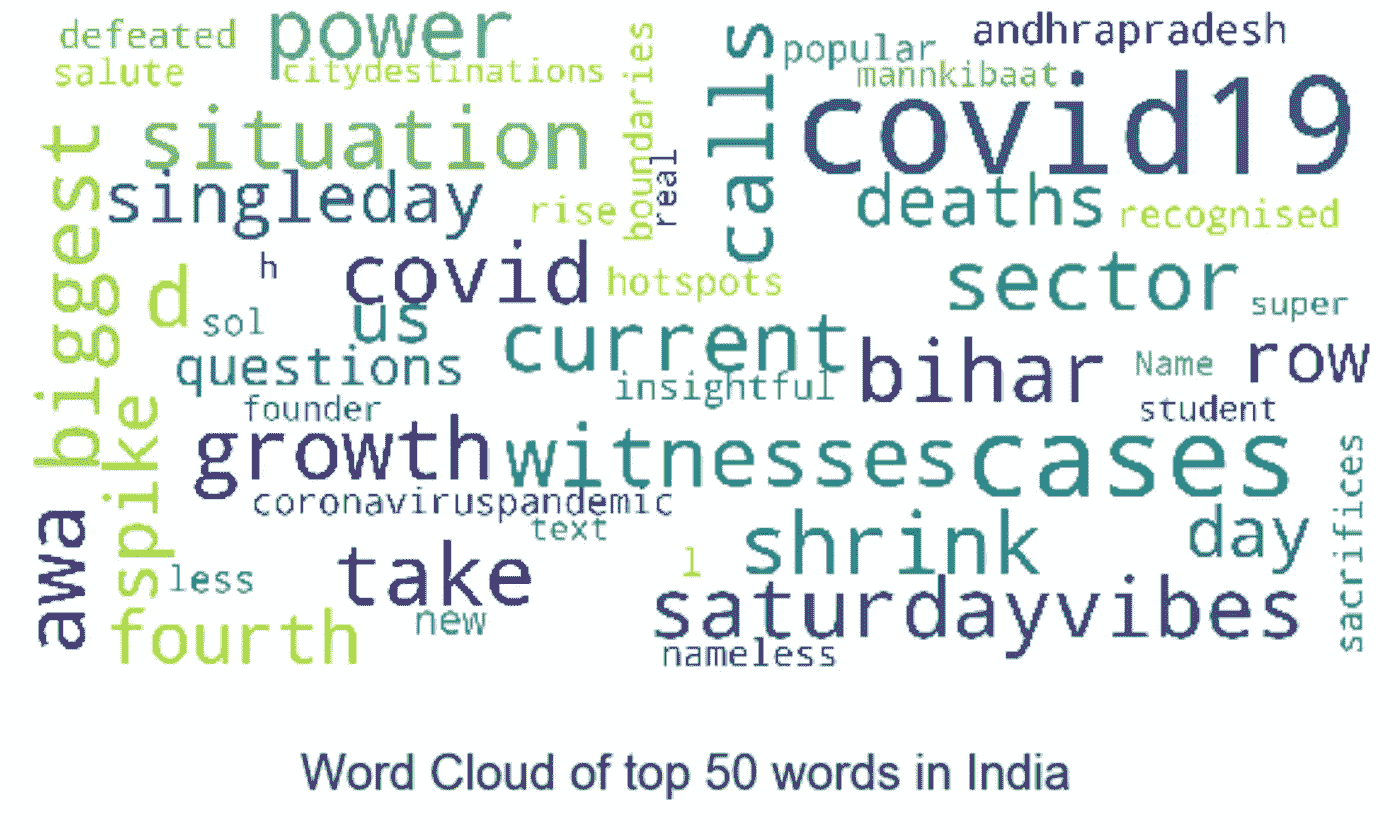 defeated
power
calls
popular
andhrapradesh
salute
citydestinations
boundaries
mannkibaat
covid19
biggest
situation
singleday
real
deaths
rise
recognised
h
covid
hotspots
sector
d
sol
us
current
super
questions
insightful
bihar
Name
row
founder
student
spike
growth
witnesses
cases
coronaviruspandemic
sacrifices
text
awa
shrink
day
less
take
l
new
saturdayvibes
fourth
nameless
Word Cloud of top 50 words in India